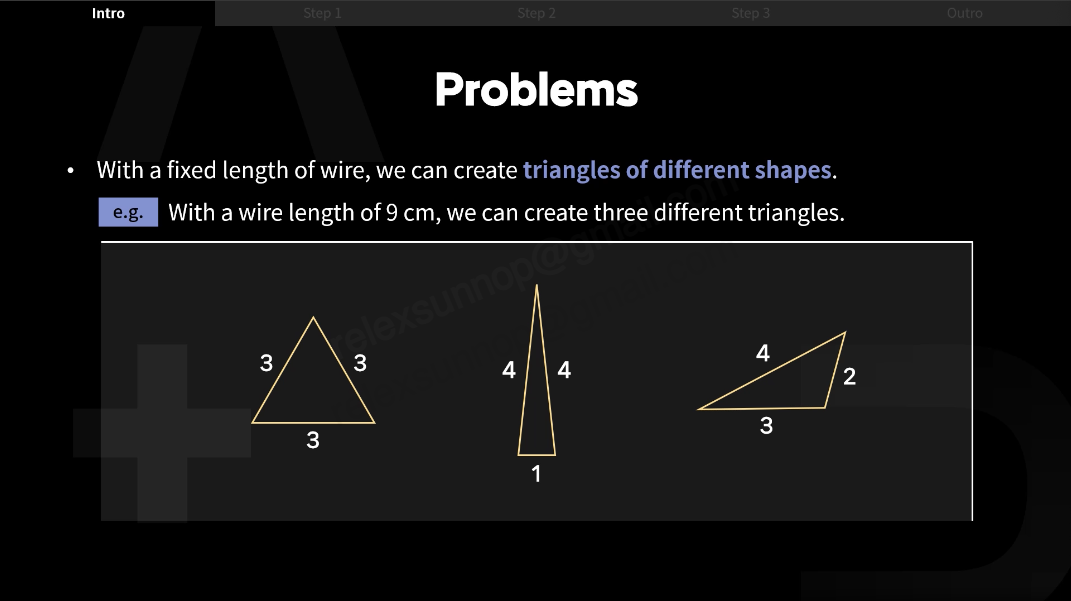 Intro
Step 1
Step 2
Step 3
Outro
Problems
• With a fixed length of wire, we can create triangles of different shapes.
e.g. With a wire length of 9 cm, we can create three different triangles.
relexsunnop@gmail.com
3
3
3
4
4
1
4
2
3